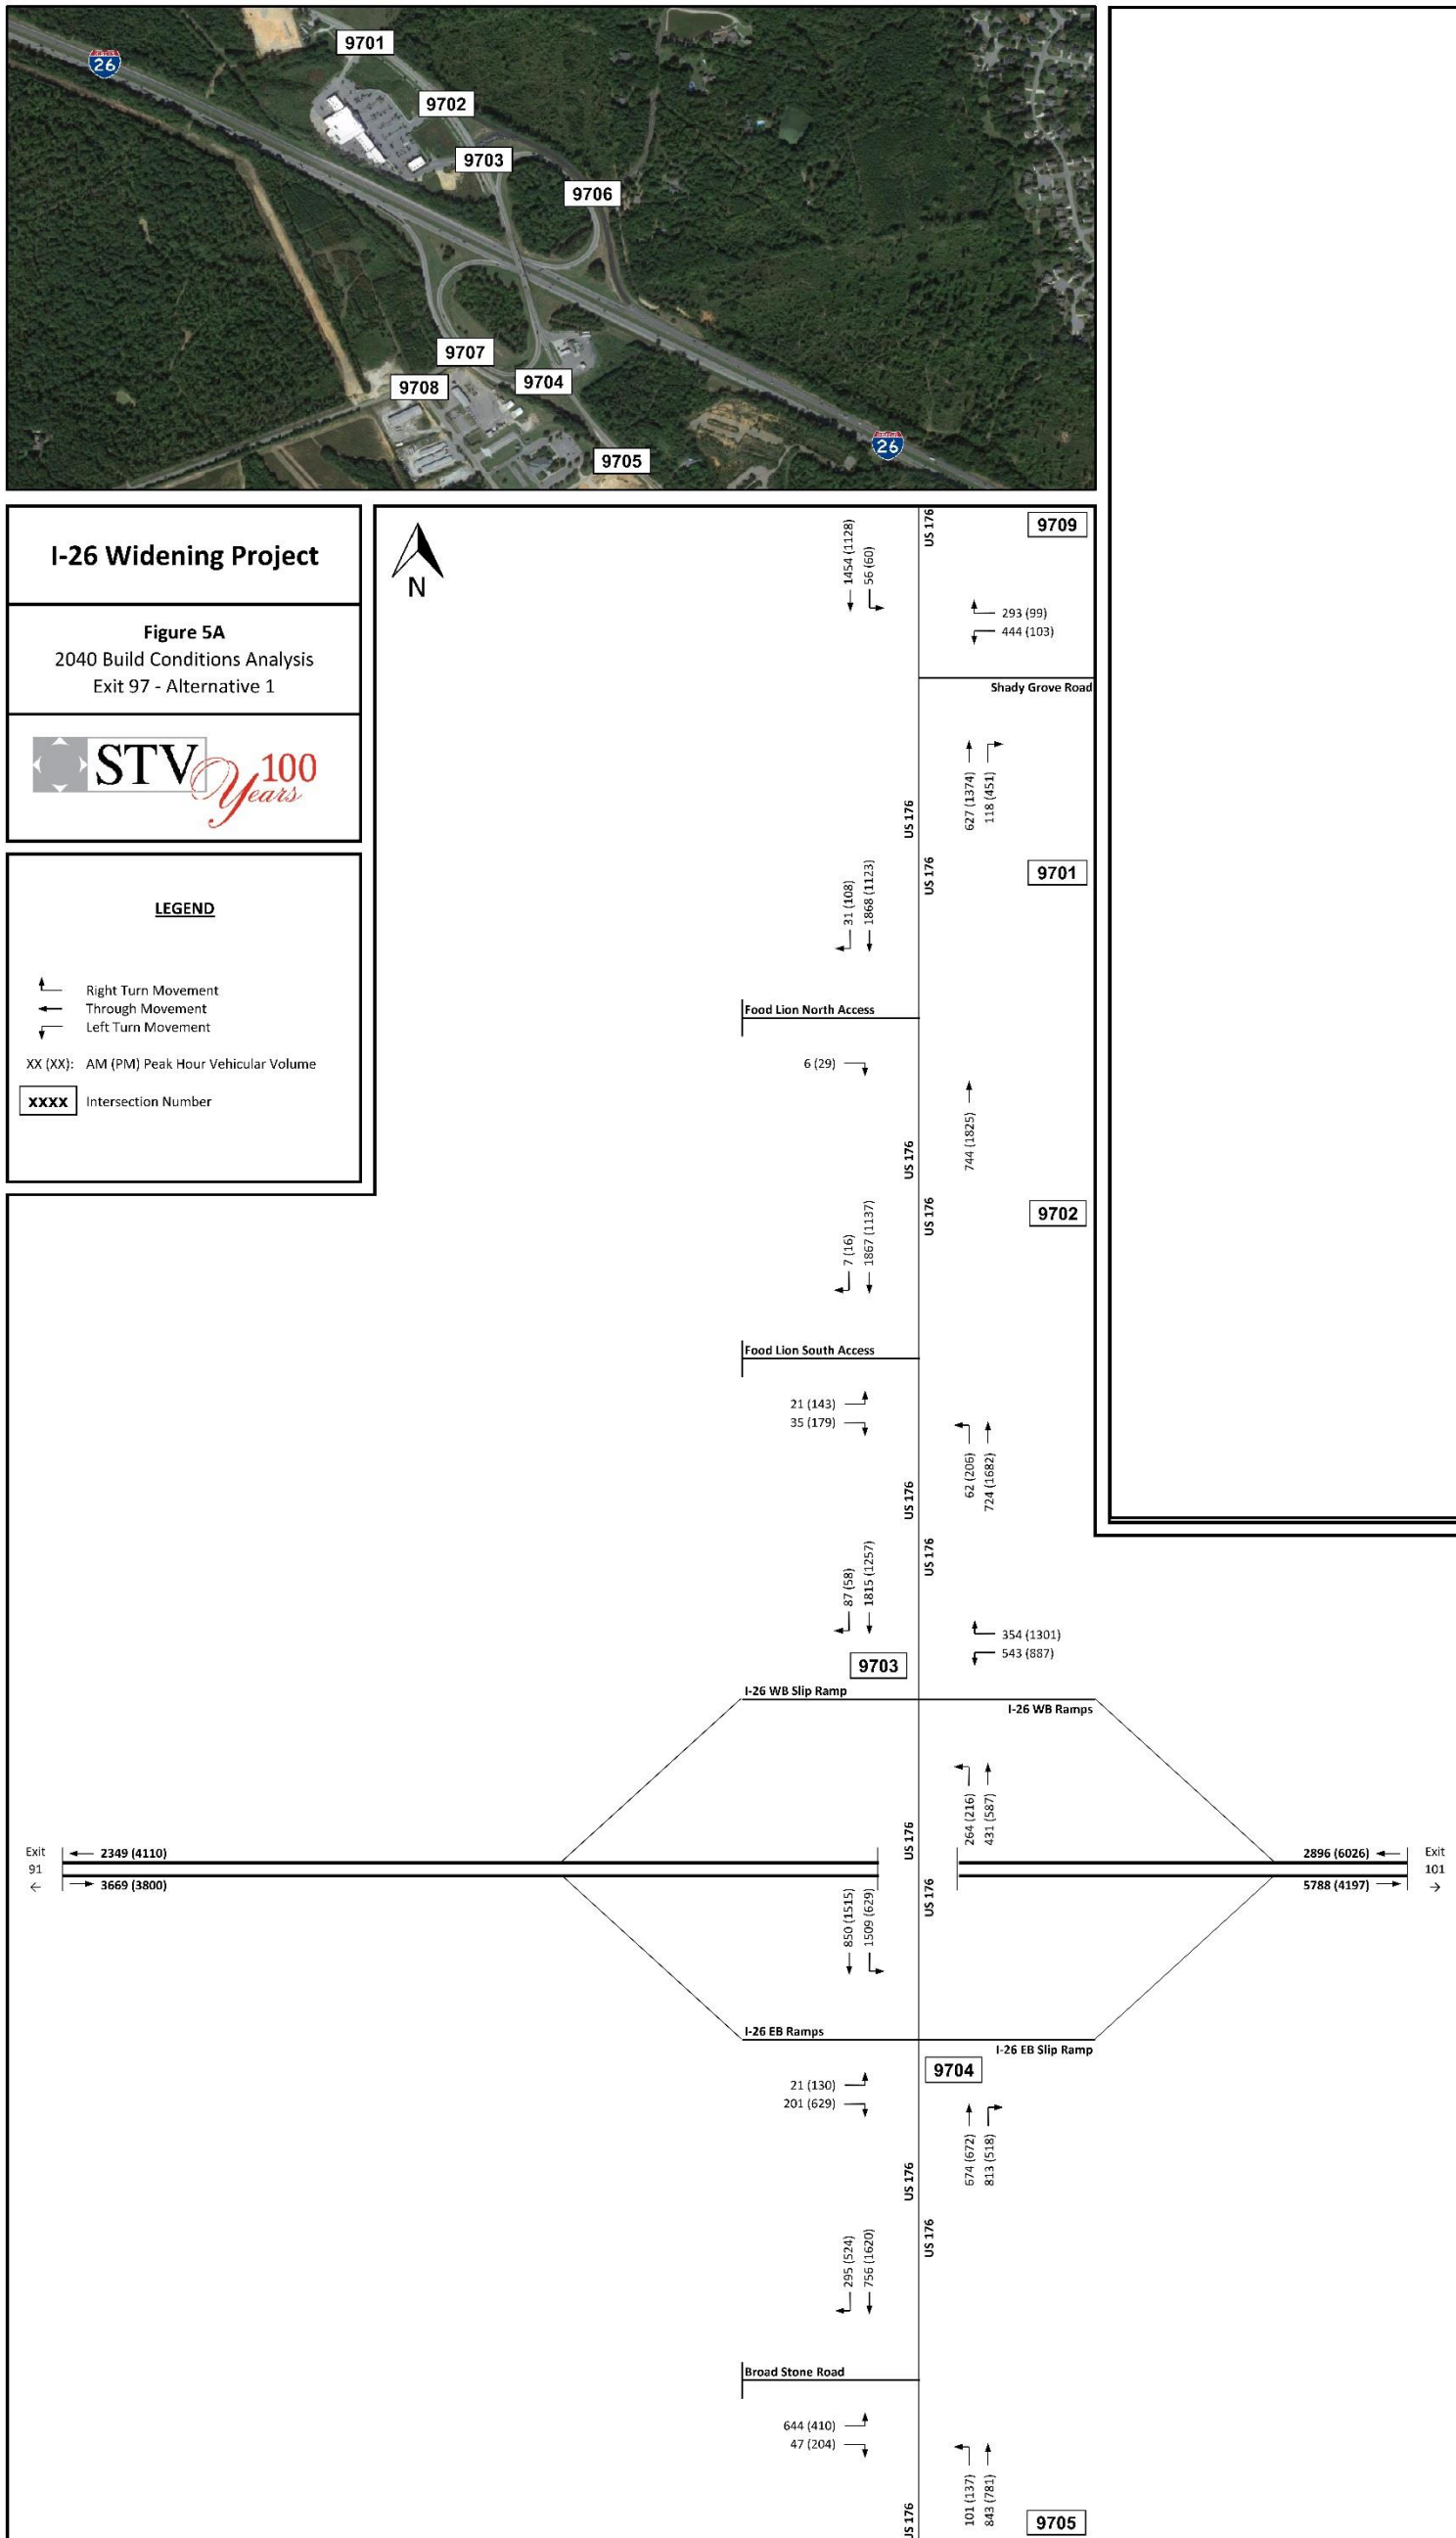 26
9701
9702
9703
9706
9707
9708
9704
9705
26
I-26 Widening Project
Figure 5A
2040 Build Conditions Analysis
Exit 97 - Alternative 1
STV 100
Years
LEGEND
Right Turn Movement
Through Movement
Left Turn Movement
XX (XX): AM (PM) Peak Hour Vehicular Volume
XXXX Intersection Number
N
1454 (1128)
56 (60)
US 176
9709
293 (99)
444 (103)
Shady Grove Road
627 (1374)
118 (451)
US 176
US 176
9701
31 (108)
1868 (1123)
Food Lion North Access
6 (29)
744 (1825)
US 176
US 176
9702
7 (16)
1867 (1137)
Food Lion South Access
21 (143)
35 (179)
62 (206)
724 (1682)
US 176
US 176
87 (58)
1815 (1257)
354 (1301)
543 (887)
9703
I-26 WB Slip Ramp
I-26 WB Ramps
264 (216)
431 (587)
US 176
Exit
91
2349 (4110)
3669 (3800)
2896 (6026)
5788 (4197)
Exit
101
US 176
850 (1515)
1509 (629)
I-26 EB Ramps
I-26 EB Slip Ramp
9704
21 (130)
201 (629)
674 (672)
813 (518)
US 176
US 176
295 (524)
756 (1620)
Broad Stone Road
644 (410)
47 (204)
101 (137)
843 (781)
US 176
9705